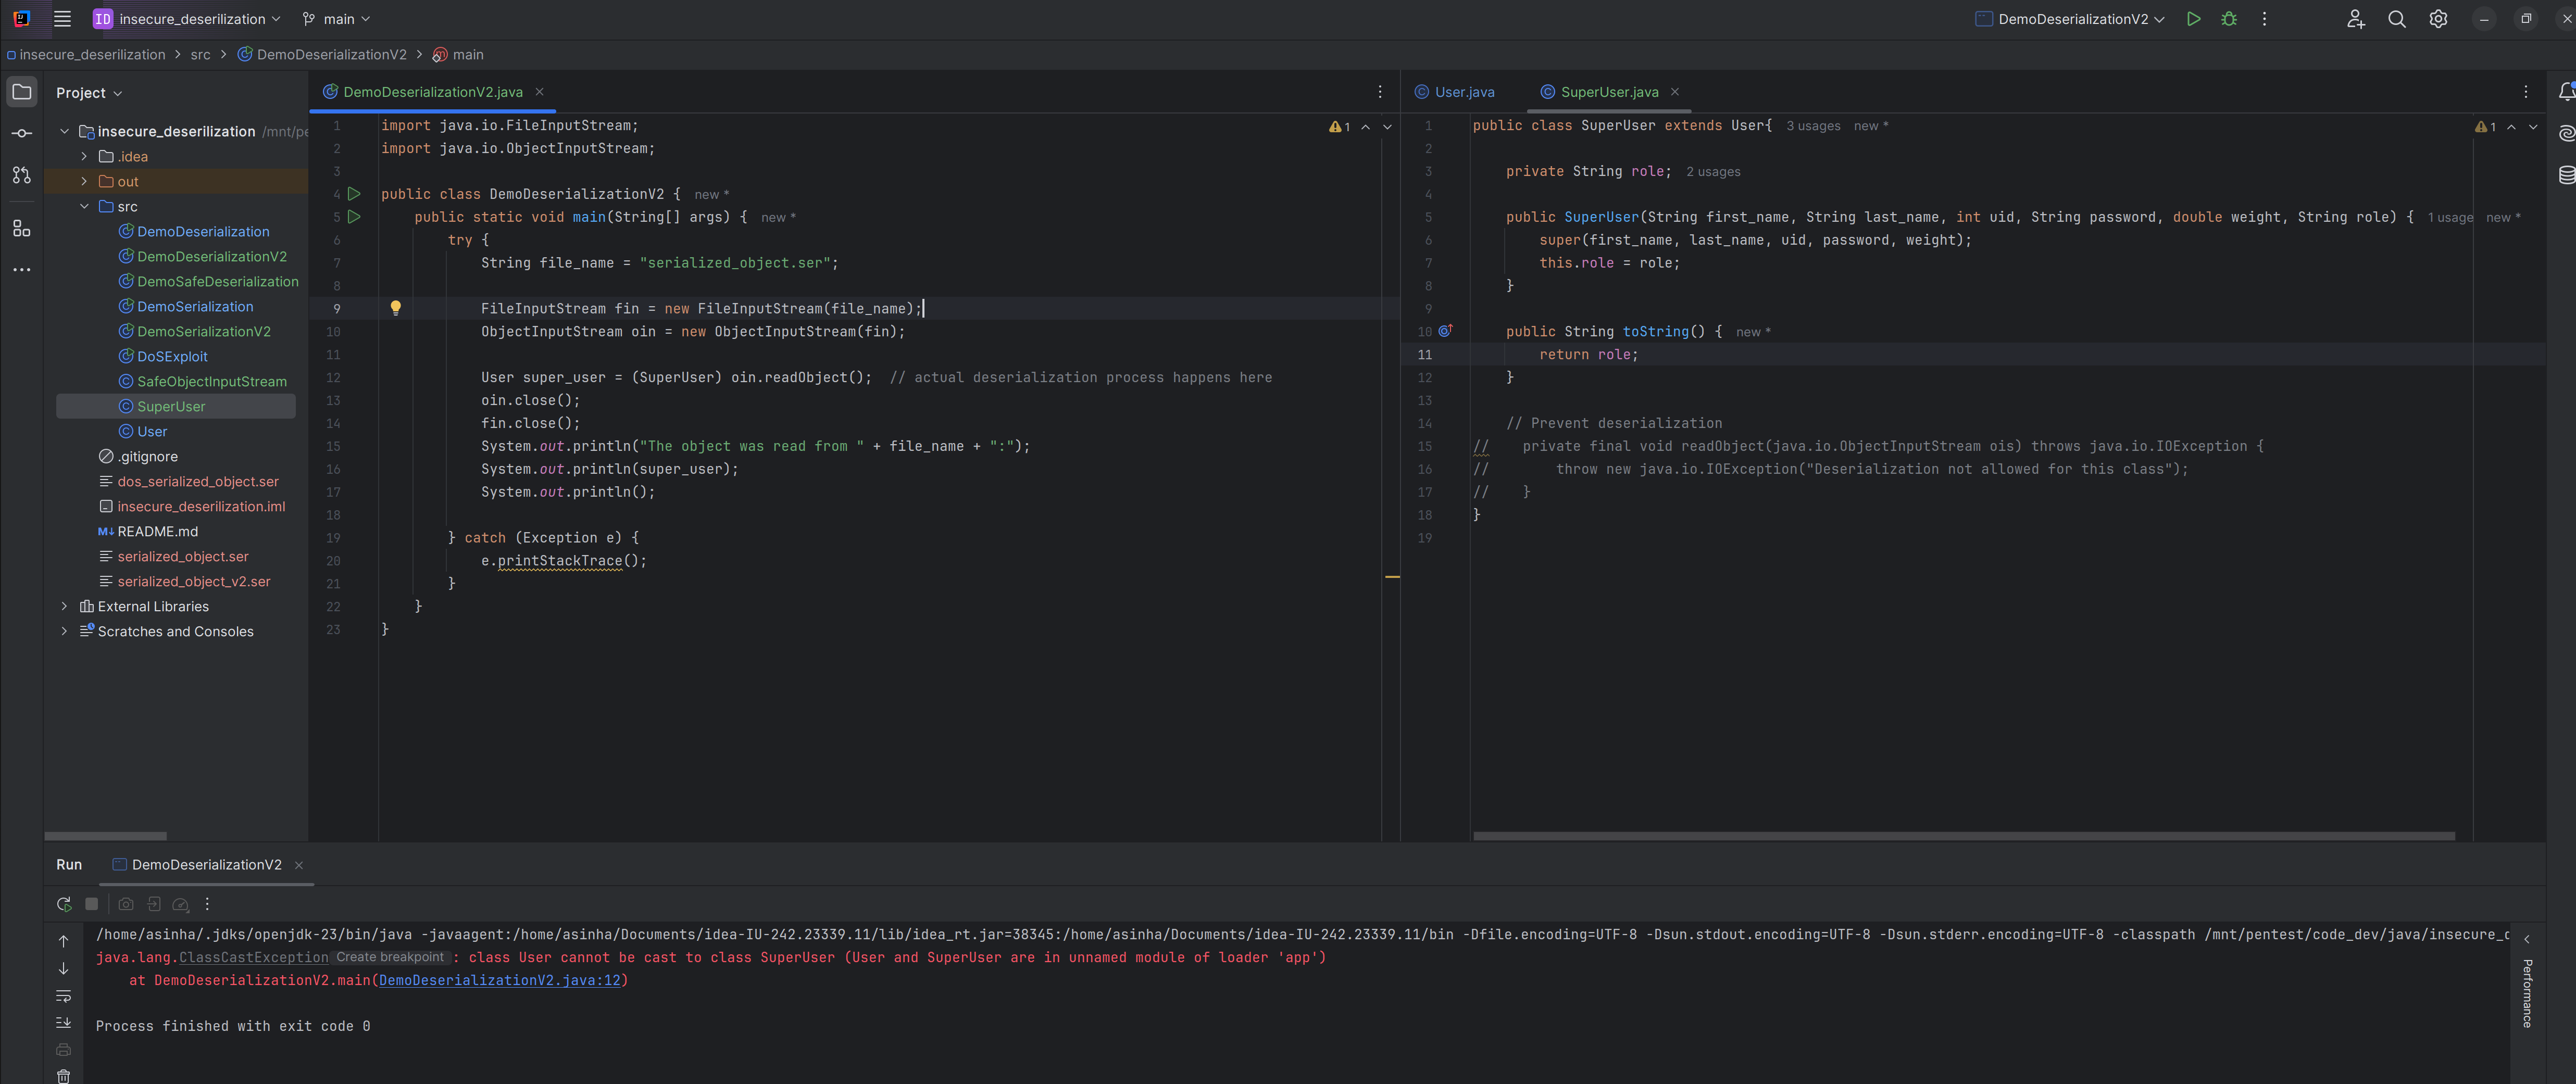 ID insecure_deserilization main DemoDeserializationV2
insecure_deserilization > src > DemoDeserializationV2 > main
Project
insecure_deserilization /mnt/pe
.idea
out
src
DemoDeserialization
DemoDeserializationV2
DemoSafeDeserialization
DemoSerialization
DemoSerializationV2
DoSExploit
SafeObjectInputStream
SuperUser
User
.gitignore
dos_serialized_object.ser
insecure_deserilization.iml
M↓ README.md
serialized_object.ser
serialized_object_v2.ser
External Libraries
Scratches and Consoles
DemoDeserializationV2.java
1 import java.io.FileInputStream;
2 import java.io.ObjectInputStream;
3
4 public class DemoDeserializationV2 { new *
5 public static void main(String[] args) { new *
6 try {
7 String file_name = "serialized_object.ser";
8
9 FileInputStream fin = new FileInputStream(file_name);
10 ObjectInputStream oin = new ObjectInputStream(fin);
11
12 User super_user = (SuperUser) oin.readObject(); // actual deserialization process happens here
13 oin.close();
14 fin.close();
15 System.out.println("The object was read from " + file_name + ":");
16 System.out.println(super_user);
17 System.out.println();
18
19 } catch (Exception e) {
20 e.printStackTrace();
21 }
22 }
23 }
1
User.java SuperUser.java
1 public class SuperUser extends User{ 3 usages new *
2
3 private String role; 2 usages
4
5 public SuperUser(String first_name, String last_name, int uid, String password, double weight, String role) { 1 usage new *
6 super(first_name, last_name, uid, password, weight);
7 this.role = role;
8 }
9
10 public String toString() { new *
11 return role;
12 }
13
14 // Prevent deserialization
15 // private final void readObject(java.io.ObjectInputStream ois) throws java.io.IOException {
16 // throw new java.io.IOException("Deserialization not allowed for this class");
17 // }
18 }
19
1
Run DemoDeserializationV2
/home/asinha/.jdks/openjdk-23/bin/java -javaagent:/home/asinha/Documents/idea-IU-242.23339.11/lib/idea_rt.jar=38345:/home/asinha/Documents/idea-IU-242.23339.11/bin -Dfile.encoding=UTF-8 -Dsun.stdout.encoding=UTF-8 -Dsun.stderr.encoding=UTF-8 -classpath /mnt/pentest/code_dev/java/insecure_d
java.lang.ClassCastException Create breakpoint : class User cannot be cast to class SuperUser (User and SuperUser are in unnamed module of loader 'app')
at DemoDeserializationV2.main(DemoDeserializationV2.java:12)
Process finished with exit code 0
Performance